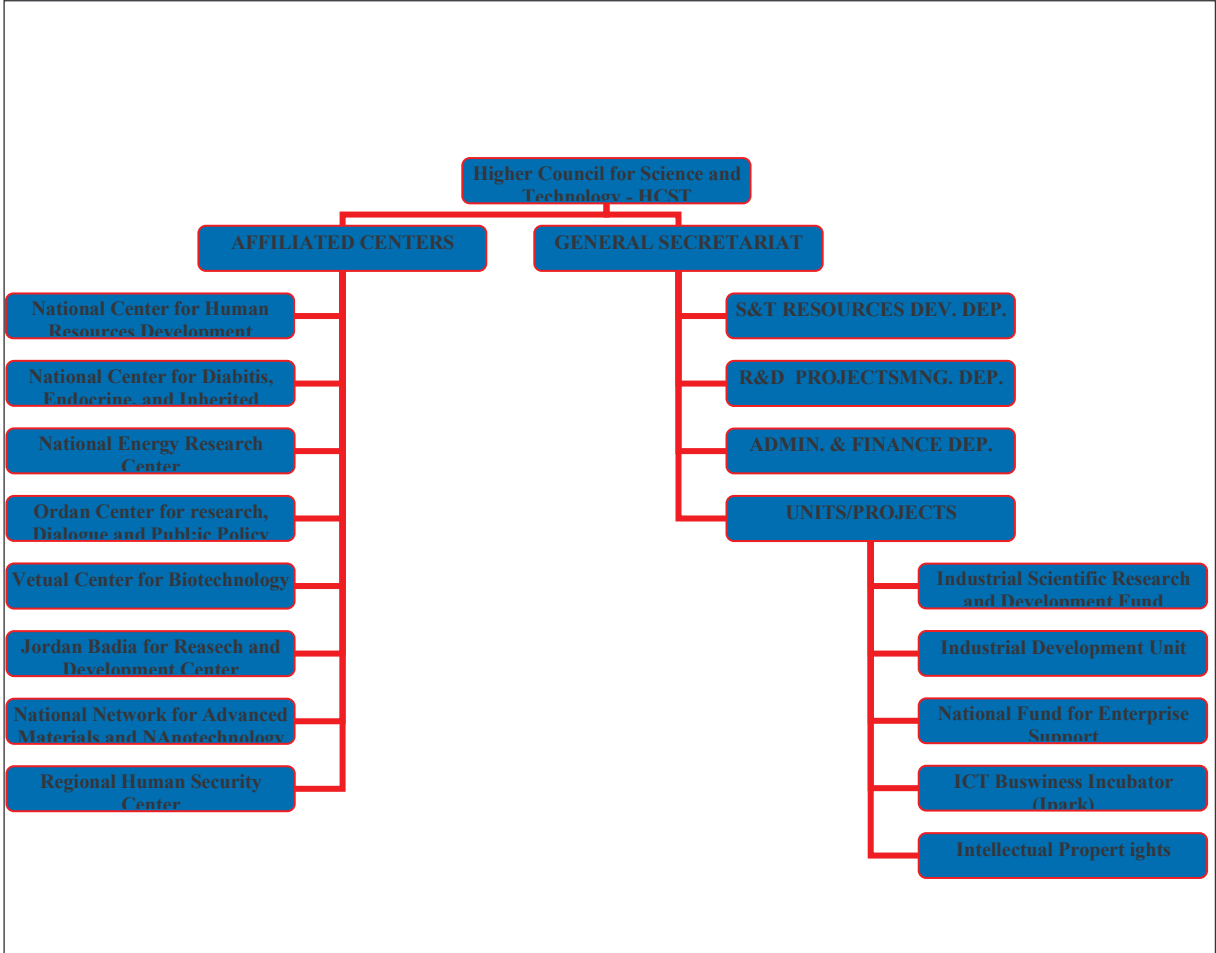 Higher Council for Science and
Technology - HCST
AFFILIATED CENTERS
GENERAL SECRETARIAT
National Center for Human
Resources Development
National Center for Diabitis,
Endocrine, and Inherited
National Energy Research
Center
Ordan Center for research,
Dialogue and Publ;ic Policy
Vetual Center for Biotechnology
Jordan Badia for Reasech and
Development Center
National Network for Advanced
Materials and NAnotechnology
Regional Human Security
Center
S&T RESOURCES DEV. DEP.
R&D PROJECTSMNG. DEP.
ADMIN. & FINANCE DEP.
UNITS/PROJECTS
Industrial Scientific Research
and Development Fund
Industrial Development Unit
National Fund for Enterprise
Support
ICT Buswiness Incubator
(Ipark)
Intellectual Propert ights